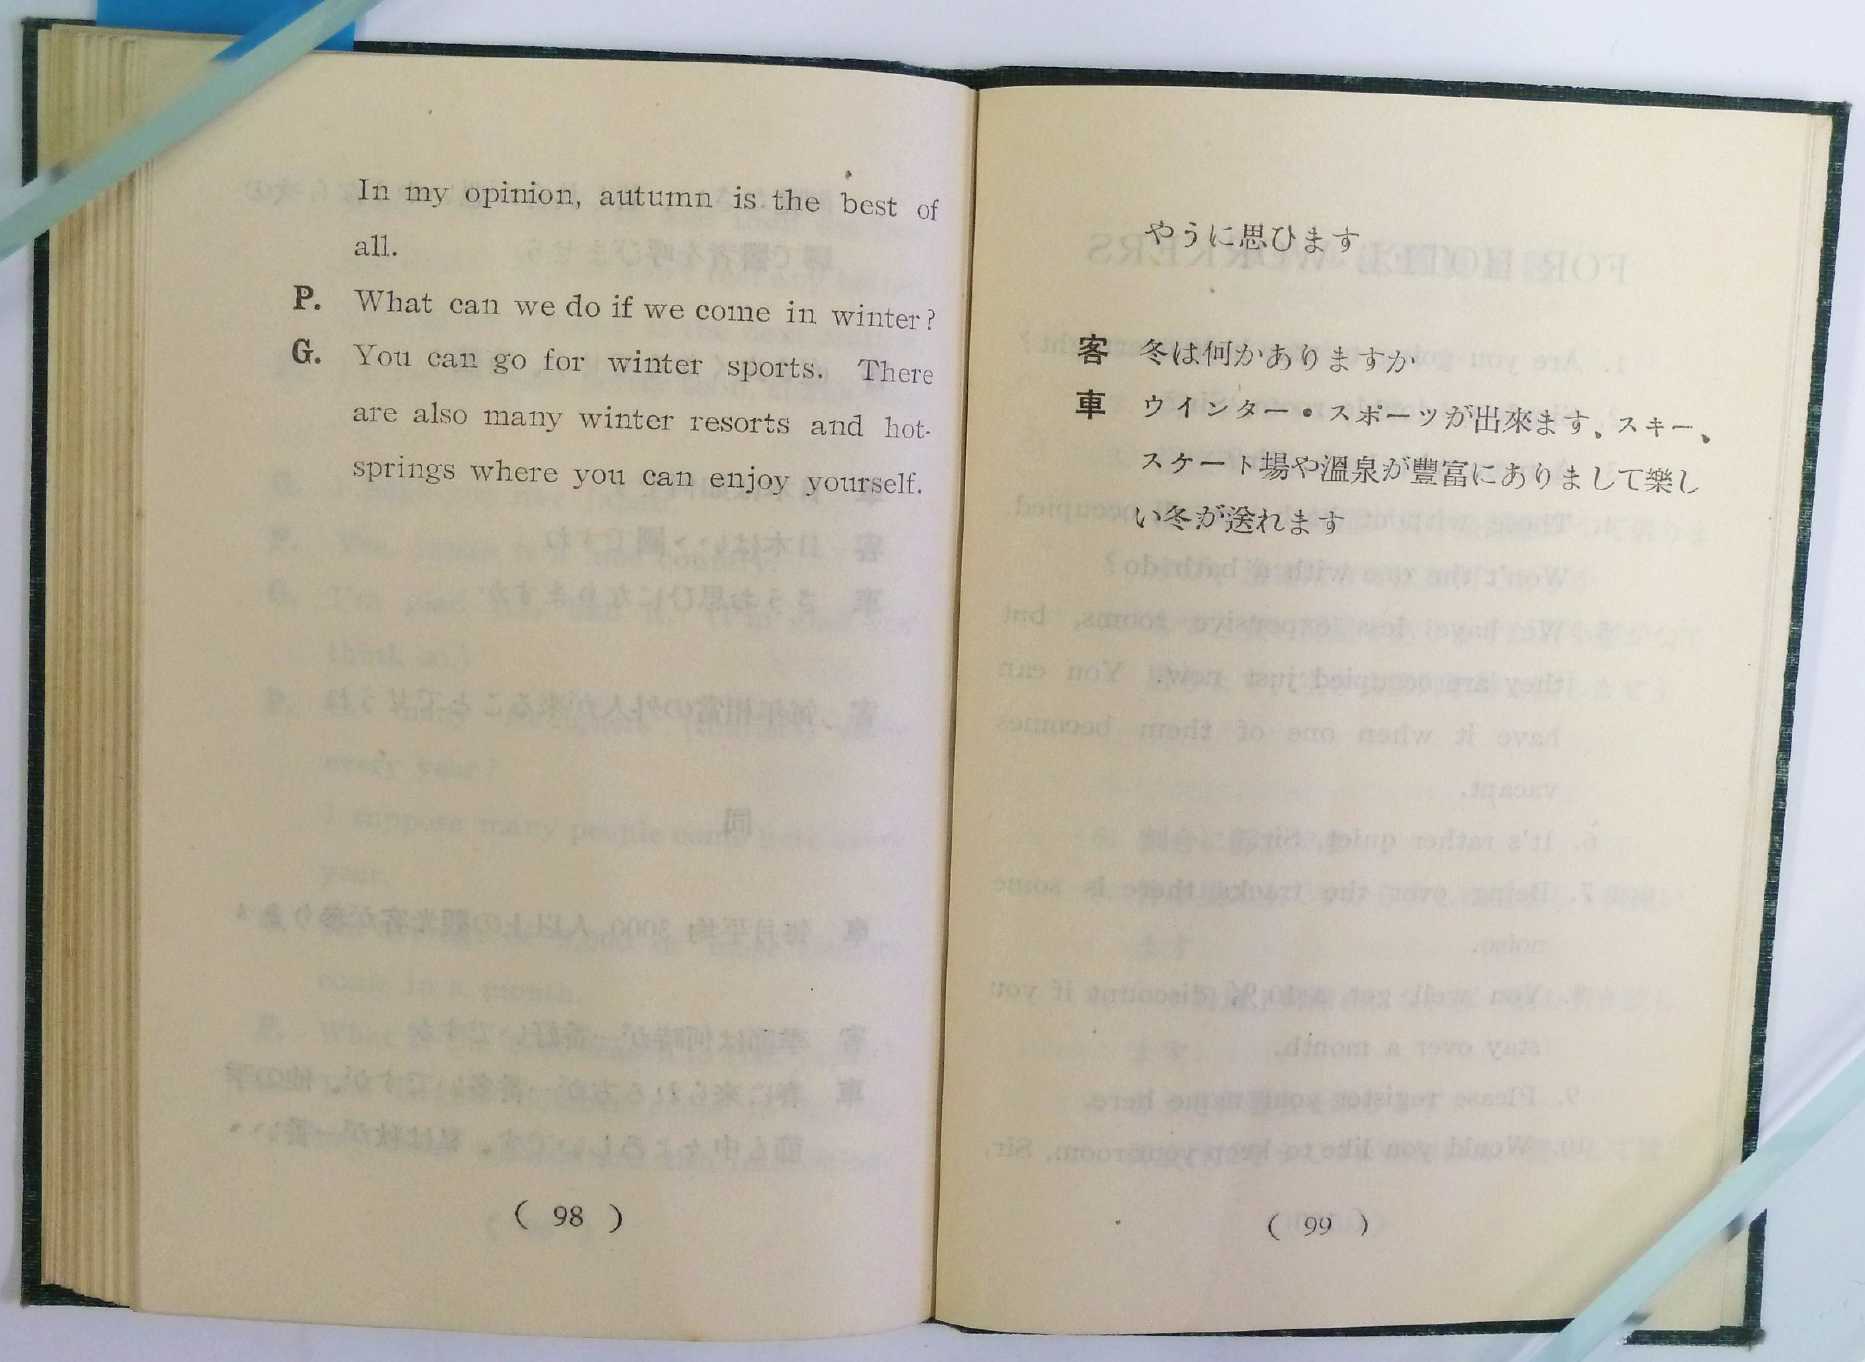 In my opinion, autumn is the best of
all.
P. What can we do if we come in winter?
G. You can go for winter sports. There
are also many winter resorts and hot-
springs where you can enjoy yourself.
( 98 )
やうに思ひます
客 冬は何かありますか
車 ウインター・スポーツが出來ます、スキー、
スケート場や溫泉が豐富にありまして樂し
い冬が送れます
( 99 )